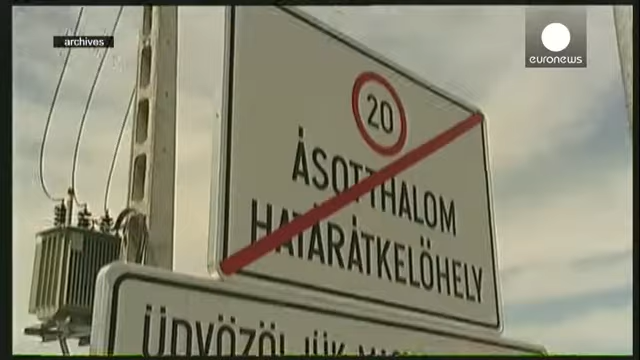 archives
euronews
20
ÁSOTTHALOM
HATÁRÁTKELŐHELY
ÜDVÖZÖLJÜK